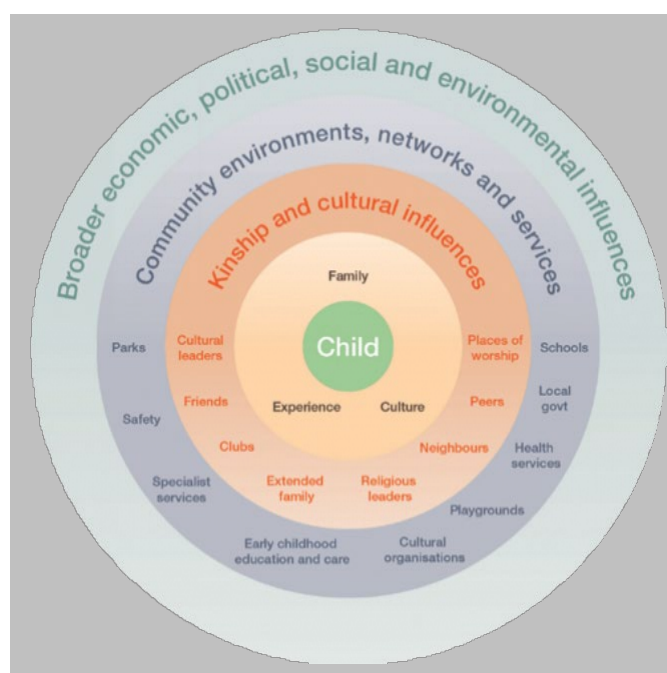 Broader economic, political, social and environmental influences
Community environments, networks and services
Kinship and cultural influences
Family
Child
Experience
Culture
Parks
Cultural
leaders
Places of
worship
Schools
Friends
Peers
Local
govt
Safety
Clubs
Neighbours
Health
services
Specialist
services
Extended
family
Religious
leaders
Playgrounds
Early childhood
education and care
Cultural
organisations